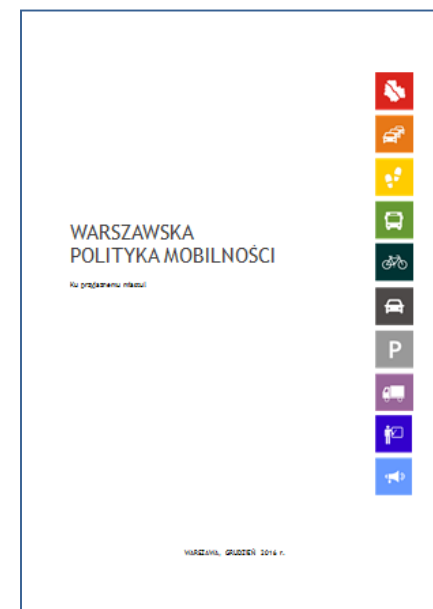 WARSZAWSKA
POLITYKA MOBILNOŚCI
Ku przyjaznemu miastu!
P
WARSZAWA, GRUDZIEŃ 2016 r.